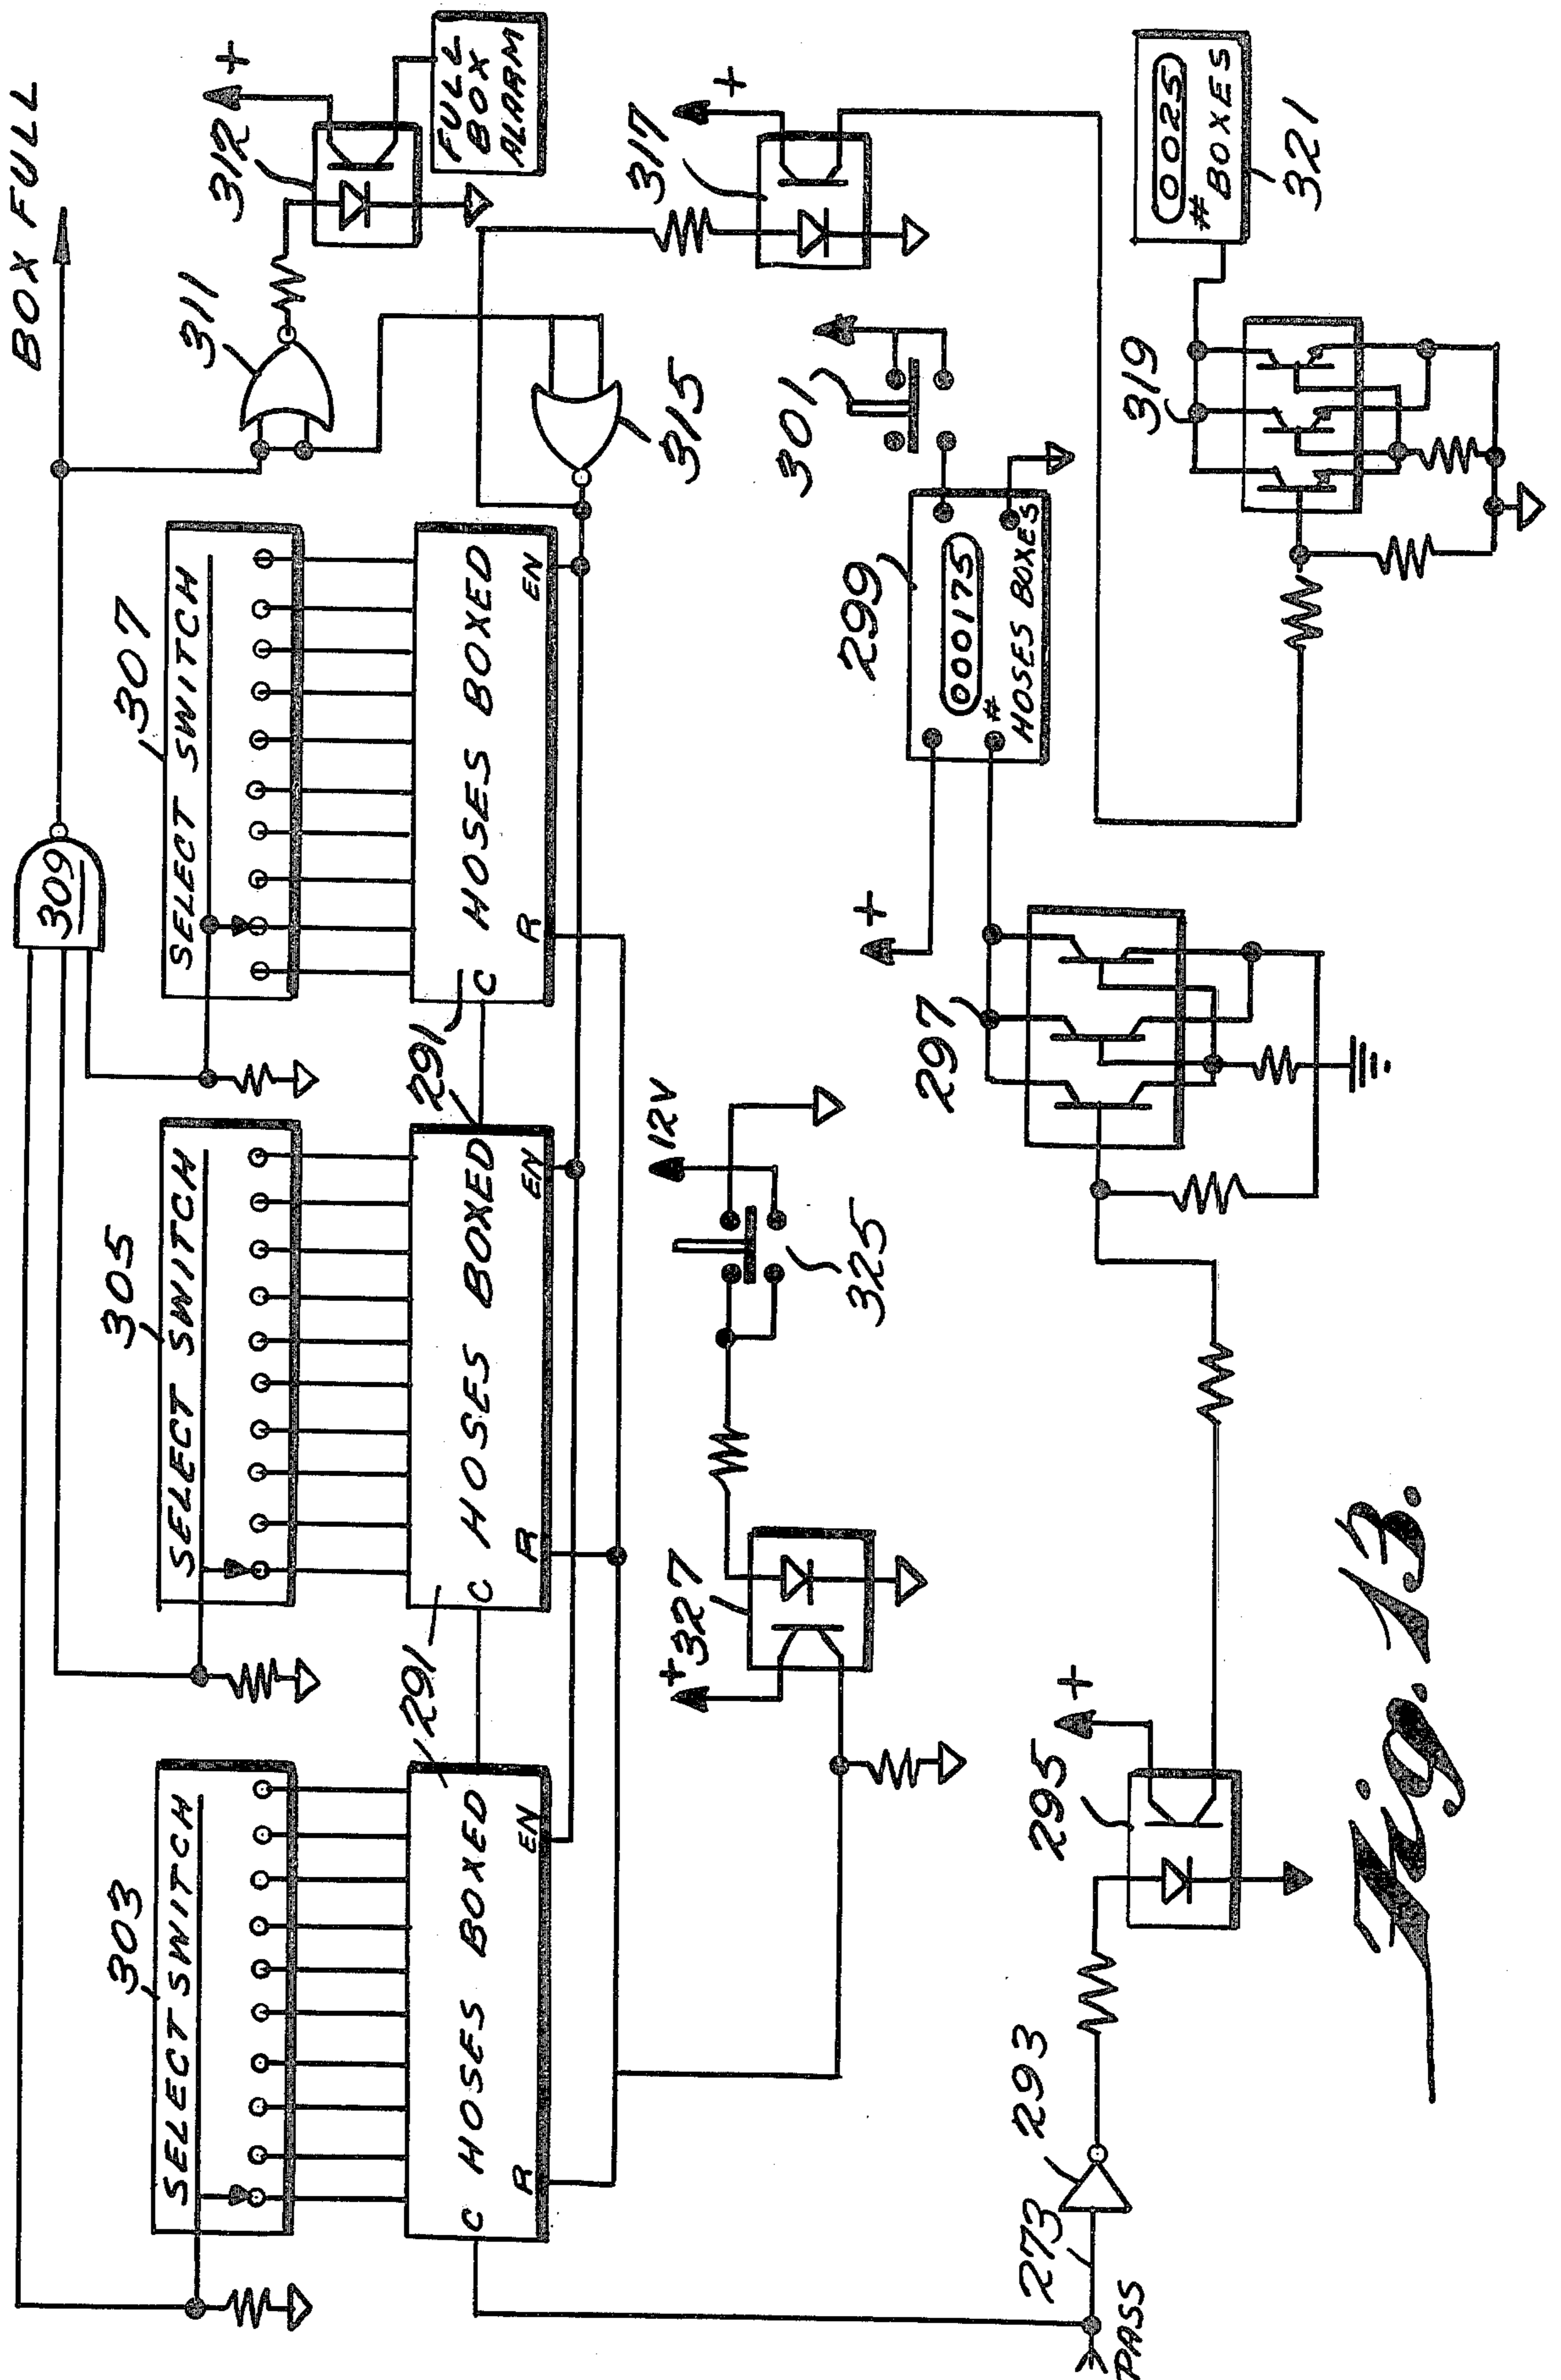 BOX FULL
309
311
312
+
FULL
BOX
ALARM
303
SELECT SWITCH
305
SELECT SWITCH
307
SELECT SWITCH
291
291
291
C HOSES BOXED
R
EN
C HOSES BOXED
R
EN
C HOSES BOXED
R
EN
315
317
+
+
327
12V
325
301
299
000175
#
HOSES BOXES
+
297
319
0025
#
BOXES
321
PASS
273
293
295
+
Fig. 13.